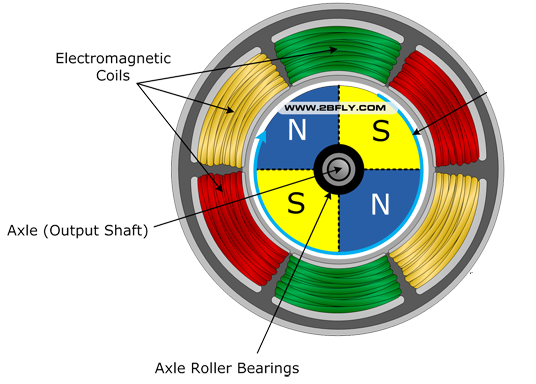 Electromagnetic
Coils
WWW.2BFLY.COM
N
S
S
N
Axle (Output Shaft)
Axle Roller Bearings